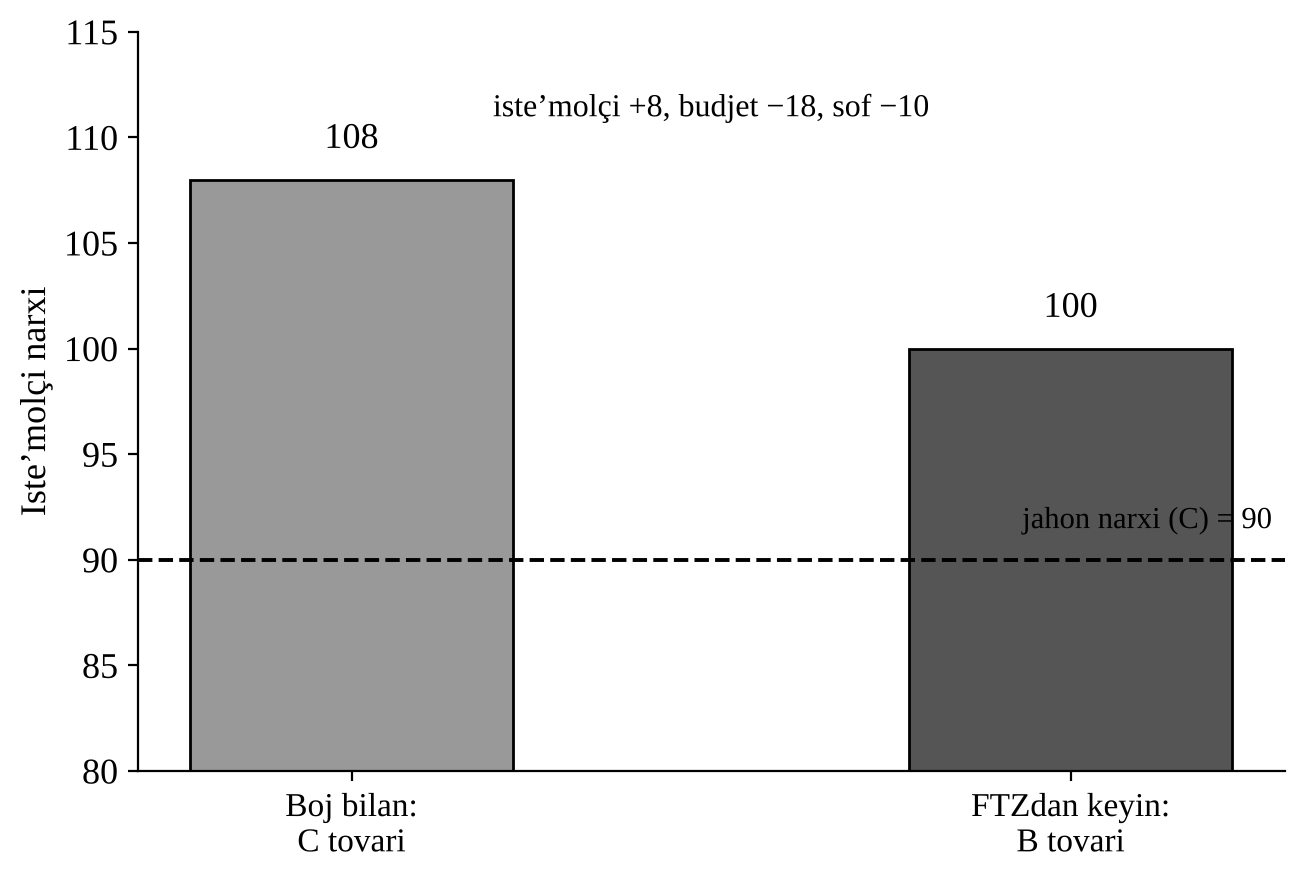 115
iste’molçi +8, budjet −18, sof −10
110
108
105
100
100
95
jahon narxi (C) = 90
90
85
80
Iste’molçi narxi
Boj bilan:
C tovari
FTZdan keyin:
B tovari